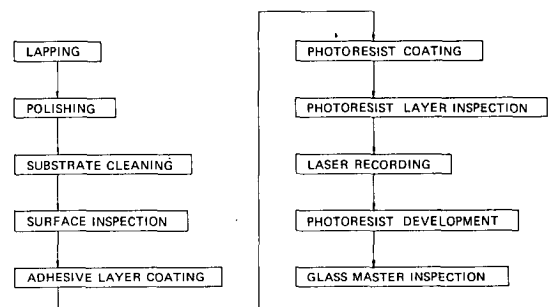 LAPPING
POLISHING
SUBSTRATE CLEANING
SURFACE INSPECTION
ADHESIVE LAYER COATING
PHOTORESIST COATING
PHOTORESIST LAYER INSPECTION
LASER RECORDING
PHOTORESIST DEVELOPMENT
GLASS MASTER INSPECTION